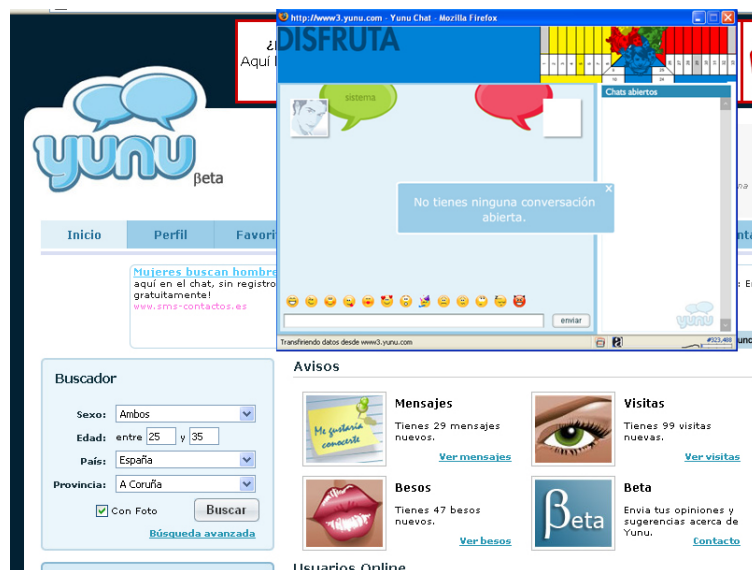 http://www3.yunu.com - Yunu Chat - Mozilla Firefox
DISFRUTA
Aquí
sistema
Chats abiertos
No tienes ninguna conversación
abierta.
enviar
Transfiriendo datos desde www3.yunu.com
#323,488
yunu
βeta
Inicio
Perfil
Mujeres buscan hombre
aquí en el chat, sin registro
gratuitamente!
www.sms-contactos.es
Buscador
Sexo: Ambos
Edad: entre 25 y 35
País: España
Provincia: A Coruña
Con Foto
Buscar
Búsqueda avanzada
Avisos
Me gustaría
conocerte
Mensajes
Tienes 29 mensajes
nuevos.
Ver mensajes
Visitas
Tienes 99 visitas
nuevas.
Ver visitas
Besos
Tienes 47 besos
nuevos.
Ver besos
βeta
Beta
Envia tus opiniones y
sugerencias acerca de
Yunu.
Contacto
Usuarios Online